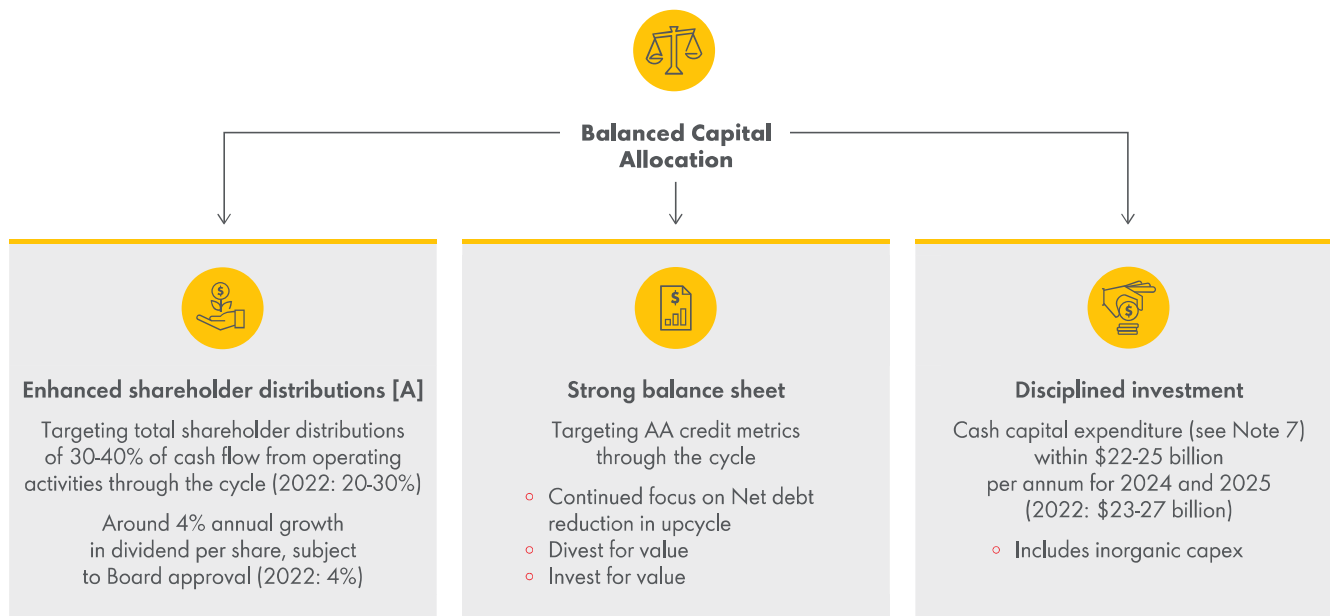 Balanced Capital
Allocation
$
Enhanced shareholder distributions [A]
Targeting total shareholder distributions
of 30-40% of cash flow from operating
activities through the cycle (2022: 20-30%)
Around 4% annual growth
in dividend per share, subject
to Board approval (2022: 4%)
$
Strong balance sheet
Targeting AA credit metrics
through the cycle
Continued focus on Net debt
reduction in upcycle
Divest for value
Invest for value
$
Disciplined investment
Cash capital expenditure (see Note 7)
within $22-25 billion
per annum for 2024 and 2025
(2022: $23-27 billion)
Includes inorganic capex